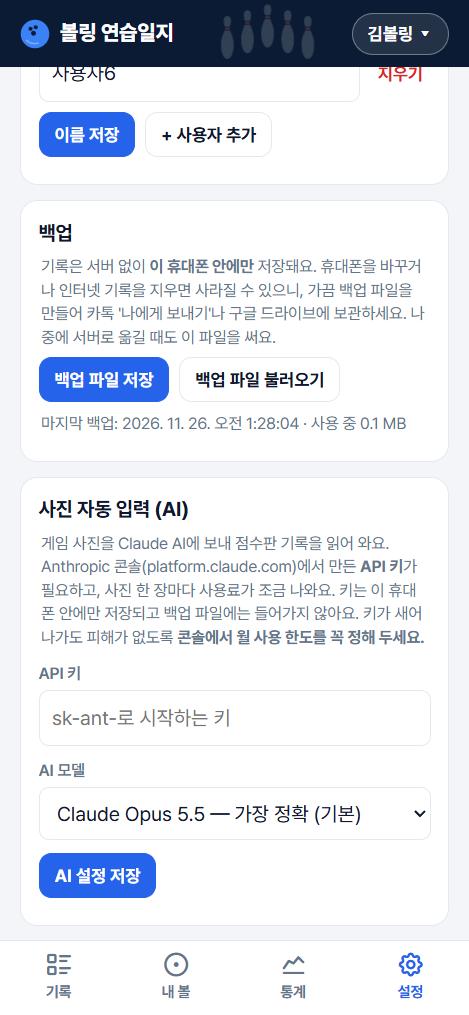 볼링 연습일지
김볼링
사용자6
지우기
이름 저장
+ 사용자 추가
백업
기록은 서버 없이 이 휴대폰 안에만 저장돼요. 휴대폰을 바꾸거
나 인터넷 기록을 지우면 사라질 수 있으니, 가끔 백업 파일을
만들어 카톡 '나에게 보내기'나 구글 드라이브에 보관하세요. 나
중에 서버로 옮길 때도 이 파일을 써요.
백업 파일 저장
백업 파일 불러오기
마지막 백업: 2026. 11. 26. 오전 1:28:04 · 사용 중 0.1 MB
사진 자동 입력 (AI)
게임 사진을 Claude AI에 보내 점수판 기록을 읽어 와요.
Anthropic 콘솔(platform.claude.com)에서 만든 API 키가
필요하고, 사진 한 장마다 사용료가 조금 나와요. 키는 이 휴대
폰 안에만 저장되고 백업 파일에는 들어가지 않아요. 키가 새어
나가도 피해가 없도록 콘솔에서 월 사용 한도를 꼭 정해 두세요.
API 키
sk-ant-로 시작하는 키
AI 모델
Claude Opus 5.5 — 가장 정확 (기본)
AI 설정 저장
기록
내 볼
통계
설정